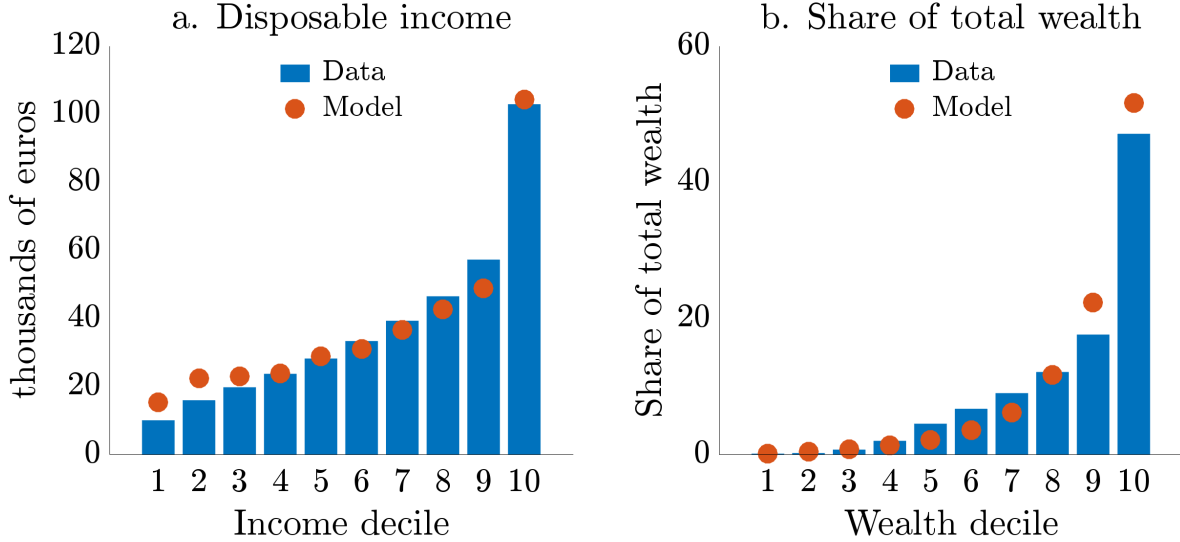 a. Disposable income
120
100
80
60
40
20
0
thousands of euros
Data
Model
1 2 3 4 5 6 7 8 9 10
Income decile
b. Share of total wealth
60
40
20
0
Share of total wealth
Data
Model
1 2 3 4 5 6 7 8 9 10
Wealth decile